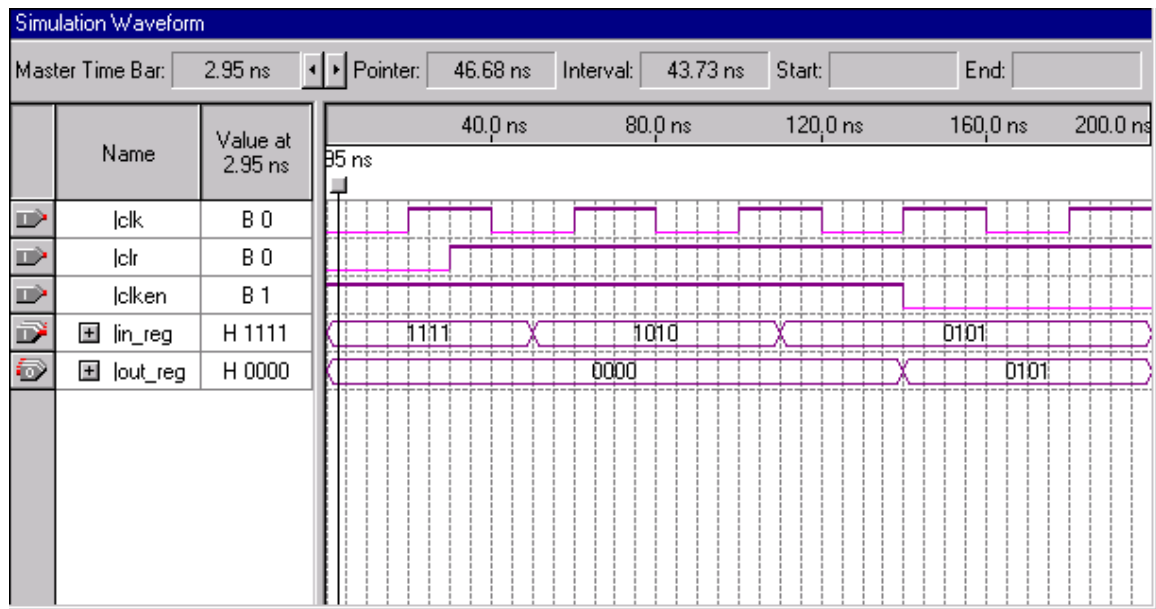 Simulation Waveform
Master Time Bar: 2.95 ns Pointer: 46.68 ns Interval: 43.73 ns Start: End:
Name Value at 2.95 ns 40.0 ns 80.0 ns 120.0 ns 160.0 ns 200.0 ns
95 ns
clk B 0
clr B 0
clken B 1
in_reg H 1111 1111 1010 0101
out_reg H 0000 0000 0101